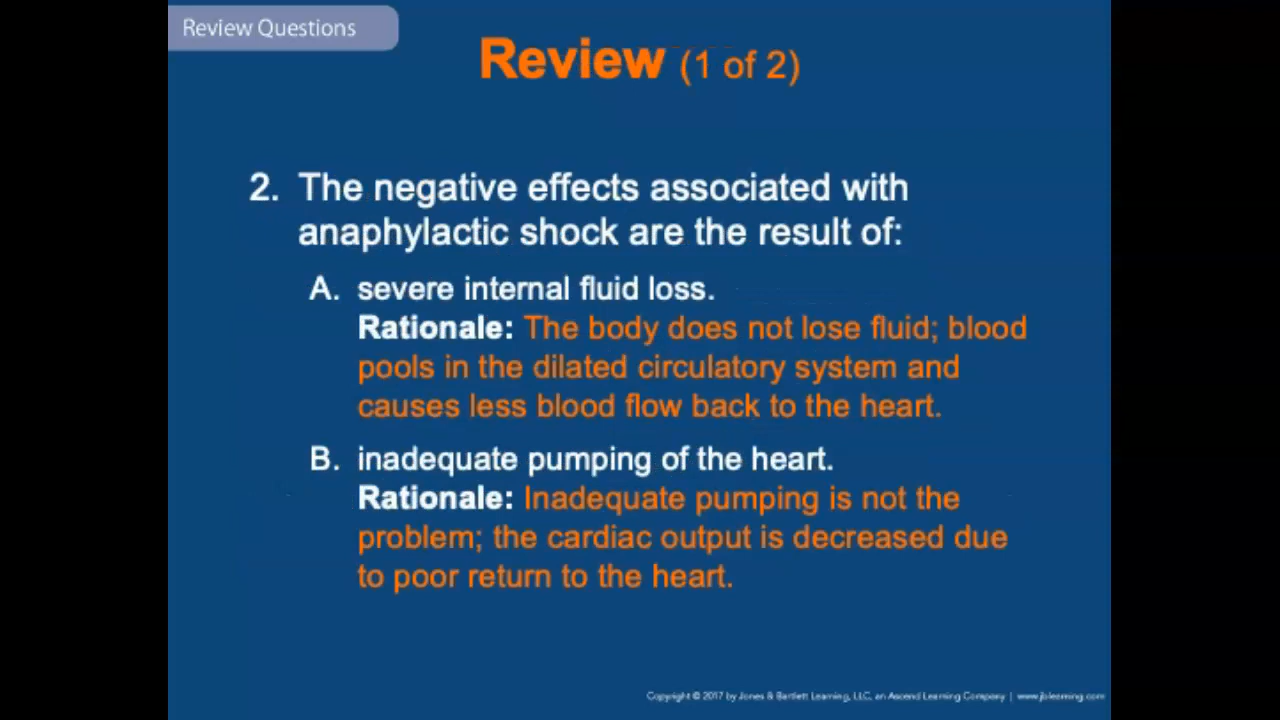 Review Questions
Review (1 of 2)
2. The negative effects associated with
anaphylactic shock are the result of:
A. severe internal fluid loss.
Rationale: The body does not lose fluid; blood
pools in the dilated circulatory system and
causes less blood flow back to the heart.
B. inadequate pumping of the heart.
Rationale: Inadequate pumping is not the
problem; the cardiac output is decreased due
to poor return to the heart.
Copyright © 2017 by Jones & Bartlett Learning, LLC, an Ascend Learning Company | www.jblearning.com